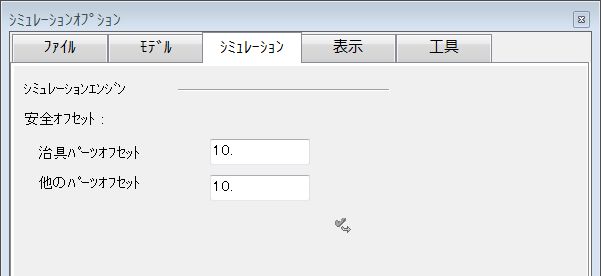 ｼﾐｭﾚｰｼｮﾝｵﾌﾟｼｮﾝ
ﾌｧｲﾙ ﾓﾃﾞﾙ ｼﾐｭﾚｰｼｮﾝ 表示 工具
ｼﾐｭﾚｰｼｮﾝｴﾝｼﾞﾝ
安全ｵﾌｾｯﾄ :
治具ﾊﾟｰﾂｵﾌｾｯﾄ 10.
他のﾊﾟｰﾂｵﾌｾｯﾄ 10.